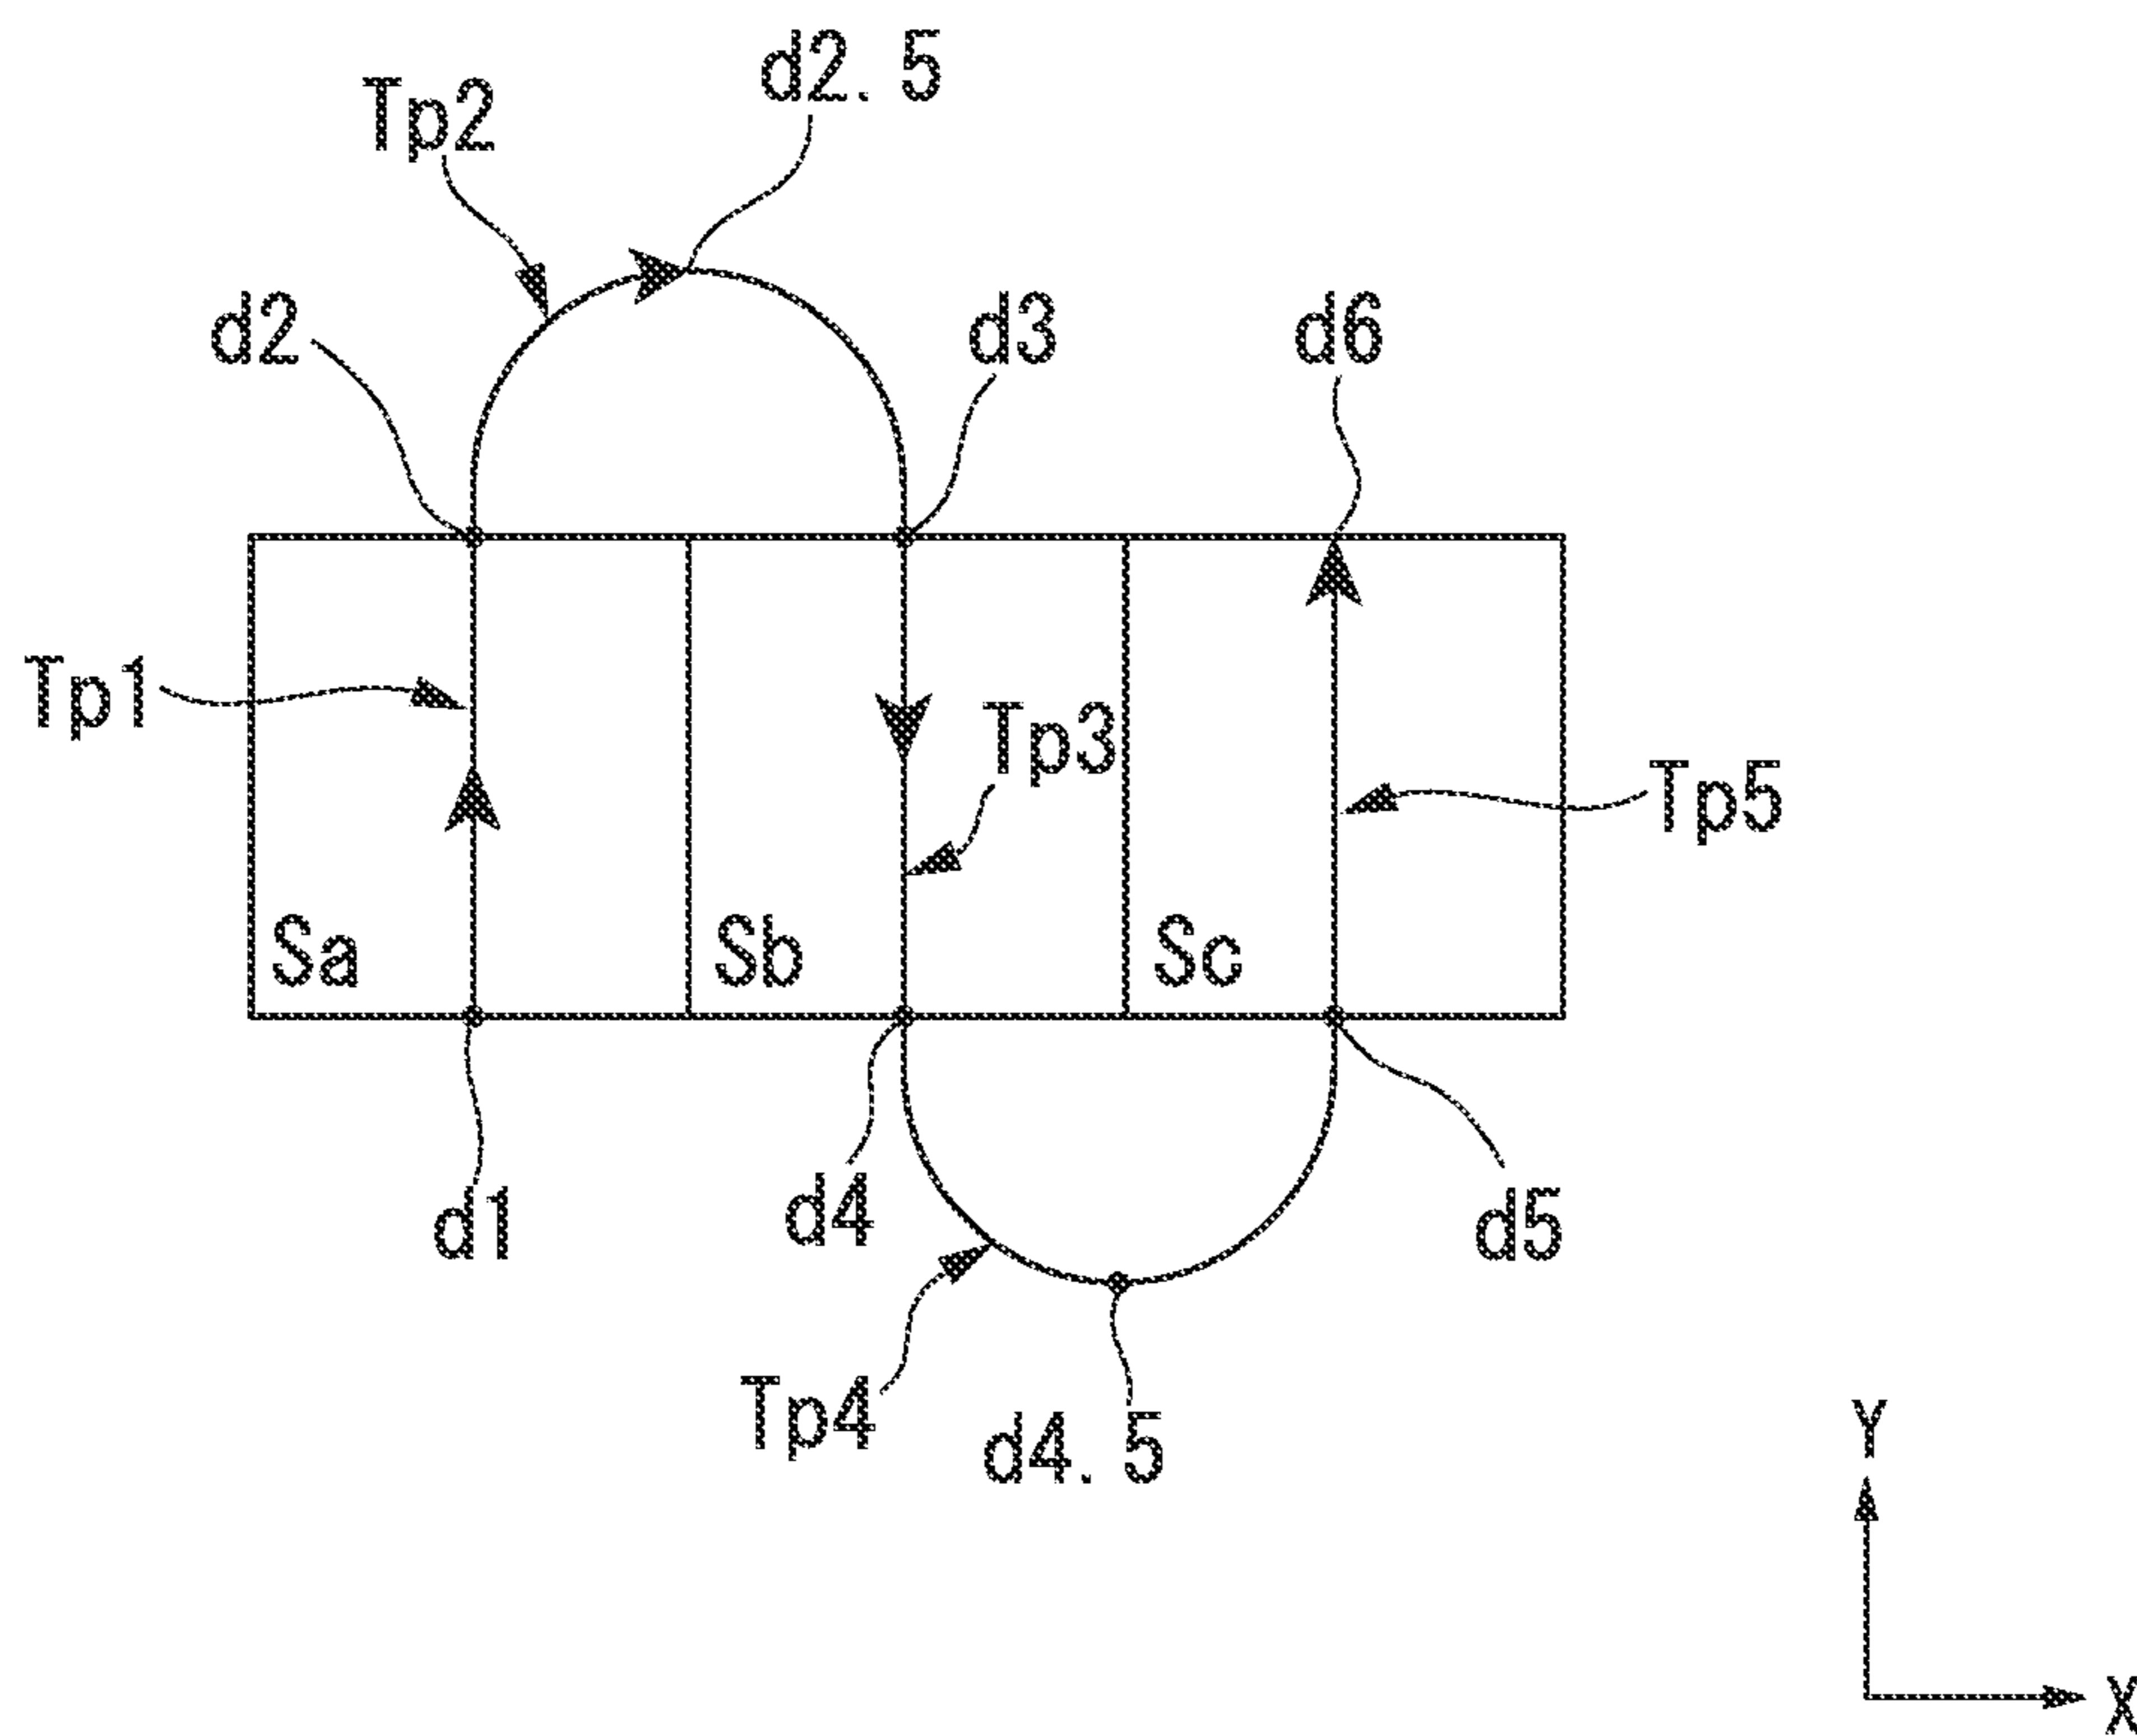 d2. 5
Tp2
d2
d3
d6
Tp1
Tp3
Tp5
Sa
Sb
Sc
d1
d4
d5
Tp4
d4. 5
Y
X